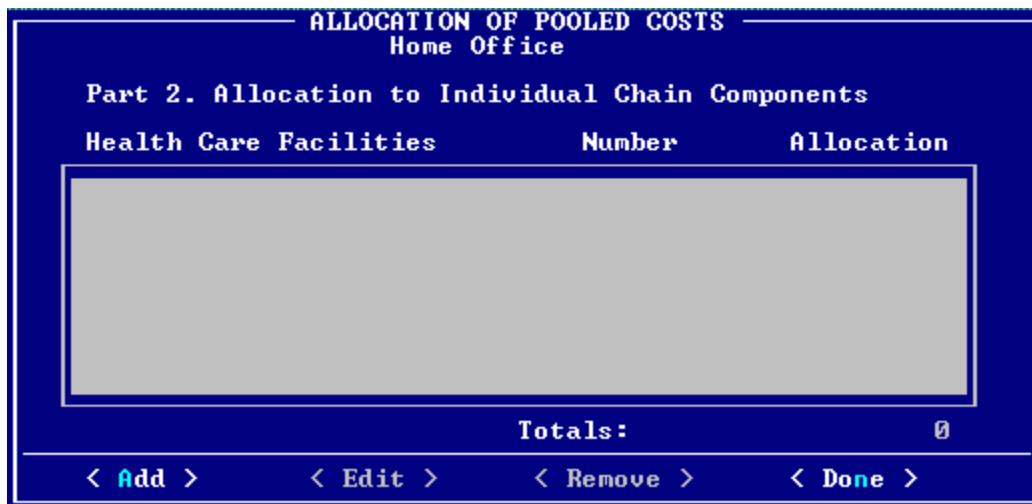 ALLOCATION OF POOLED COSTS
Home Office
Part 2. Allocation to Individual Chain Components
Health Care Facilities Number Allocation
Totals: 0
< Add > < Edit > < Remove > < Done >